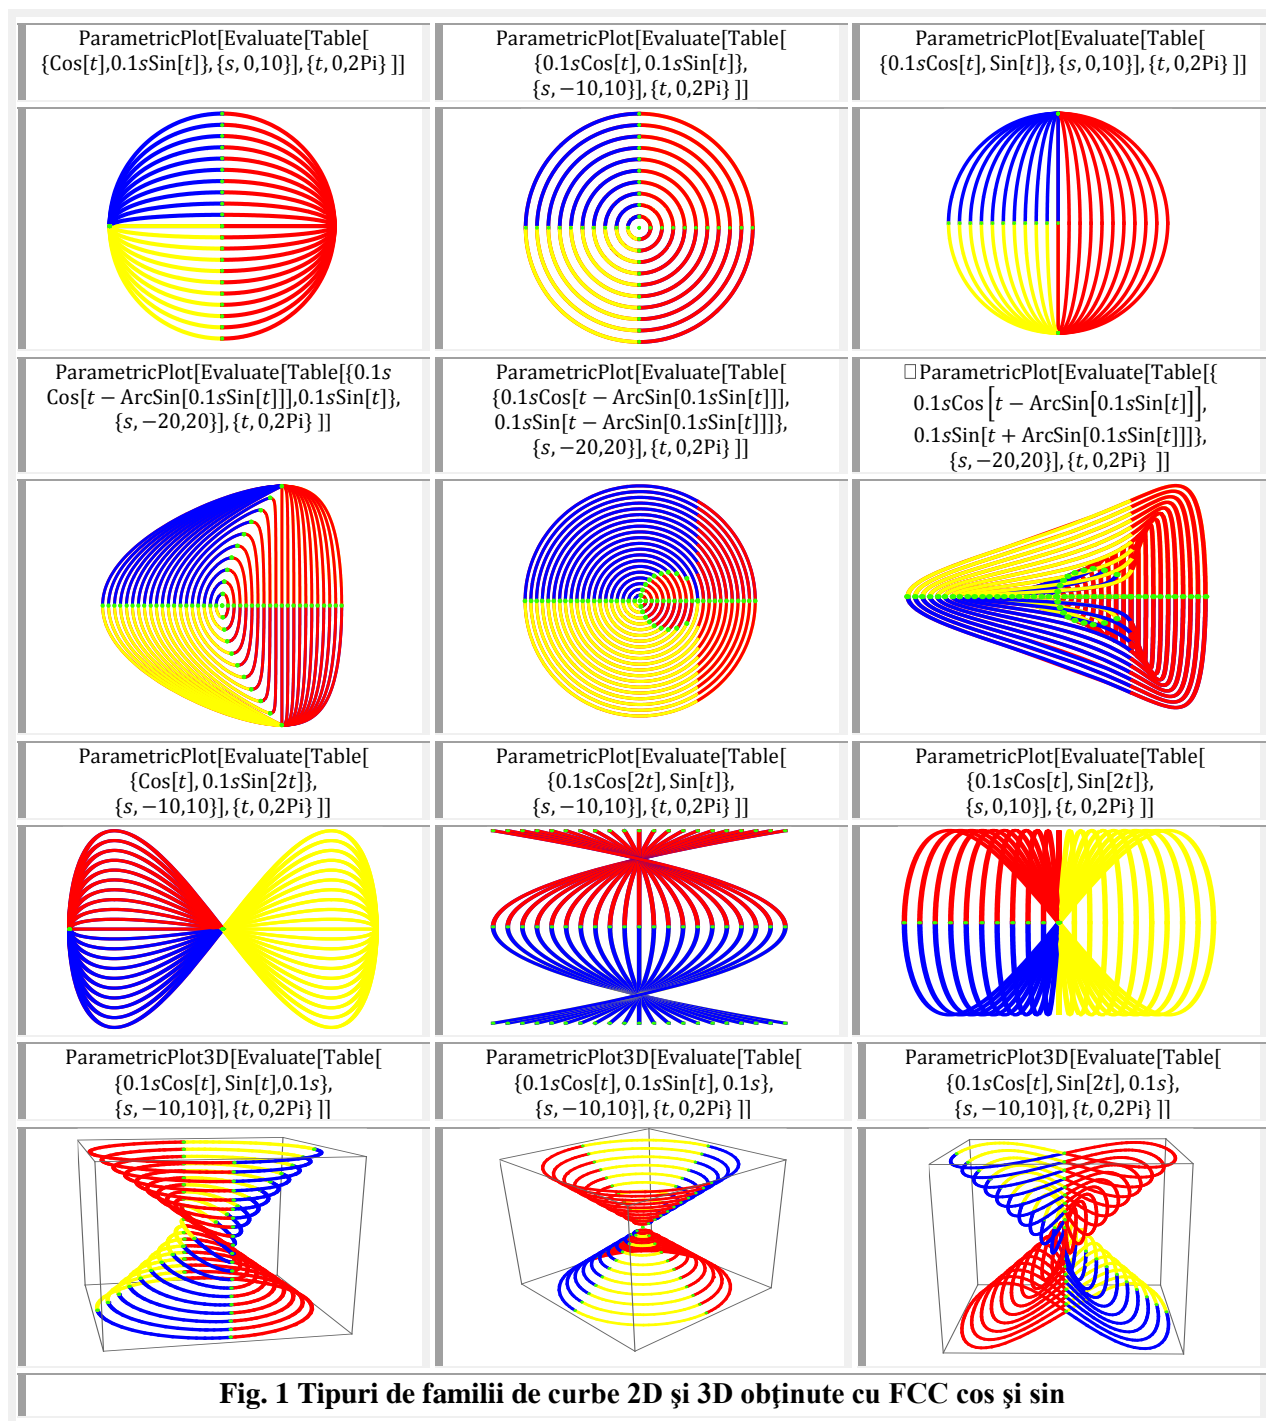 ParametricPlot[Evaluate[Table[
{Cos[t],0.1sSin[t]},{s, 0,10}],{t, 0,2Pi} ]]
ParametricPlot[Evaluate[Table[
{0.1sCos[t], 0.1sSin[t]},
{s, −10,10}],{t, 0,2Pi} ]]
ParametricPlot[Evaluate[Table[
{0.1sCos[t], Sin[t]},{s, 0,10}],{t, 0,2Pi} ]]
ParametricPlot[Evaluate[Table[{0.1s
Cos[t − ArcSin[0.1sSin[t]]],0.1sSin[t]},
{s, −20,20}],{t, 0,2Pi} ]]
ParametricPlot[Evaluate[Table[
{0.1sCos[t − ArcSin[0.1sSin[t]]],
0.1sSin[t − ArcSin[0.1sSin[t]]]},
{s, −20,20}],{t, 0,2Pi} ]]
□ParametricPlot[Evaluate[Table[{
0.1sCos[t − ArcSin[0.1sSin[t]]],
0.1sSin[t + ArcSin[0.1sSin[t]]]},
{s, −20,20}],{t, 0,2Pi} ]]
ParametricPlot[Evaluate[Table[
{Cos[t], 0.1sSin[2t]},
{s, −10,10}],{t, 0,2Pi} ]]
ParametricPlot[Evaluate[Table[
{0.1sCos[2t], Sin[t]},
{s, −10,10}],{t, 0,2Pi} ]]
ParametricPlot[Evaluate[Table[
{0.1sCos[t], Sin[2t]},
{s, 0,10}],{t, 0,2Pi} ]]
ParametricPlot3D[Evaluate[Table[
{0.1sCos[t], Sin[t],0.1s},
{s, −10,10}],{t, 0,2Pi} ]]
ParametricPlot3D[Evaluate[Table[
{0.1sCos[t], 0.1sSin[t], 0.1s},
{s, −10,10}],{t, 0,2Pi} ]]
ParametricPlot3D[Evaluate[Table[
{0.1sCos[t], Sin[2t], 0.1s},
{s, −10,10}],{t, 0,2Pi} ]]
Fig. 1 Tipuri de familii de curbe 2D şi 3D obţinute cu FCC cos şi sin